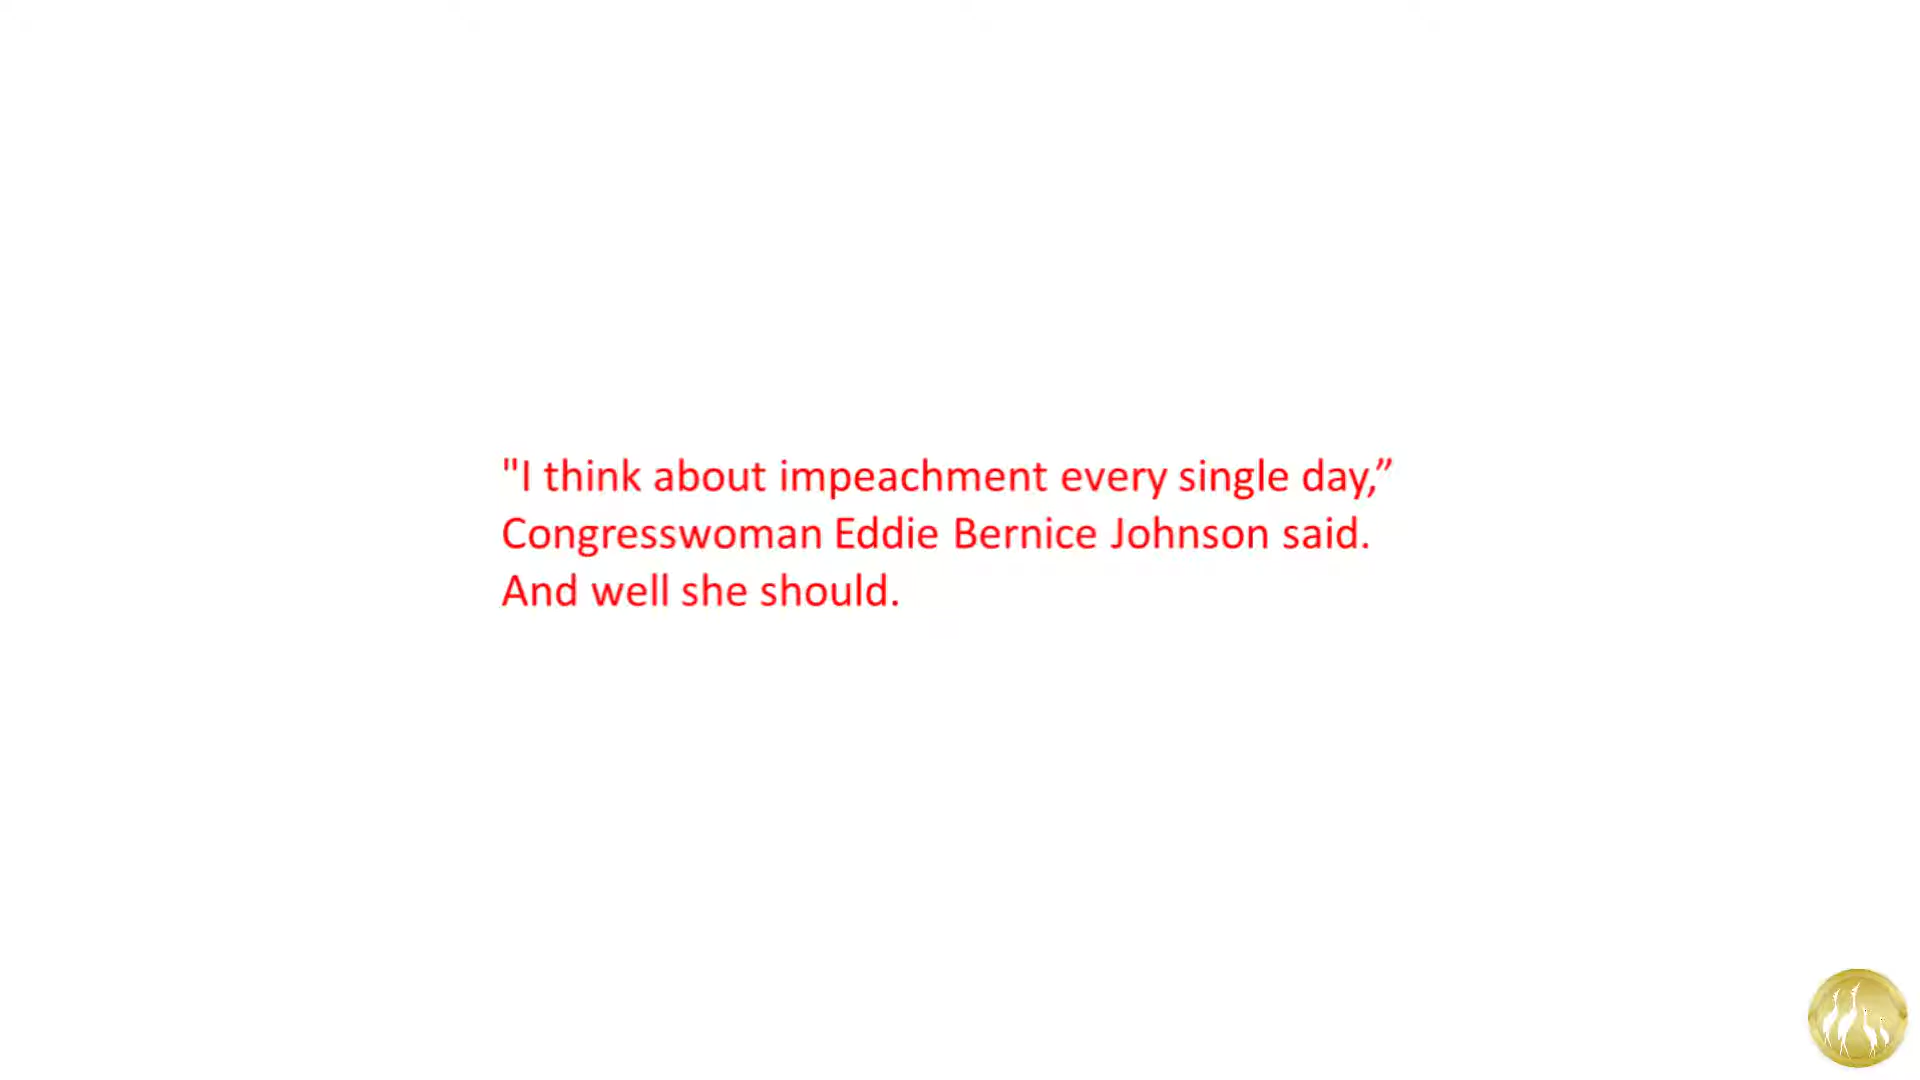 "I think about impeachment every single day,”
Congresswoman Eddie Bernice Johnson said.
And well she should.